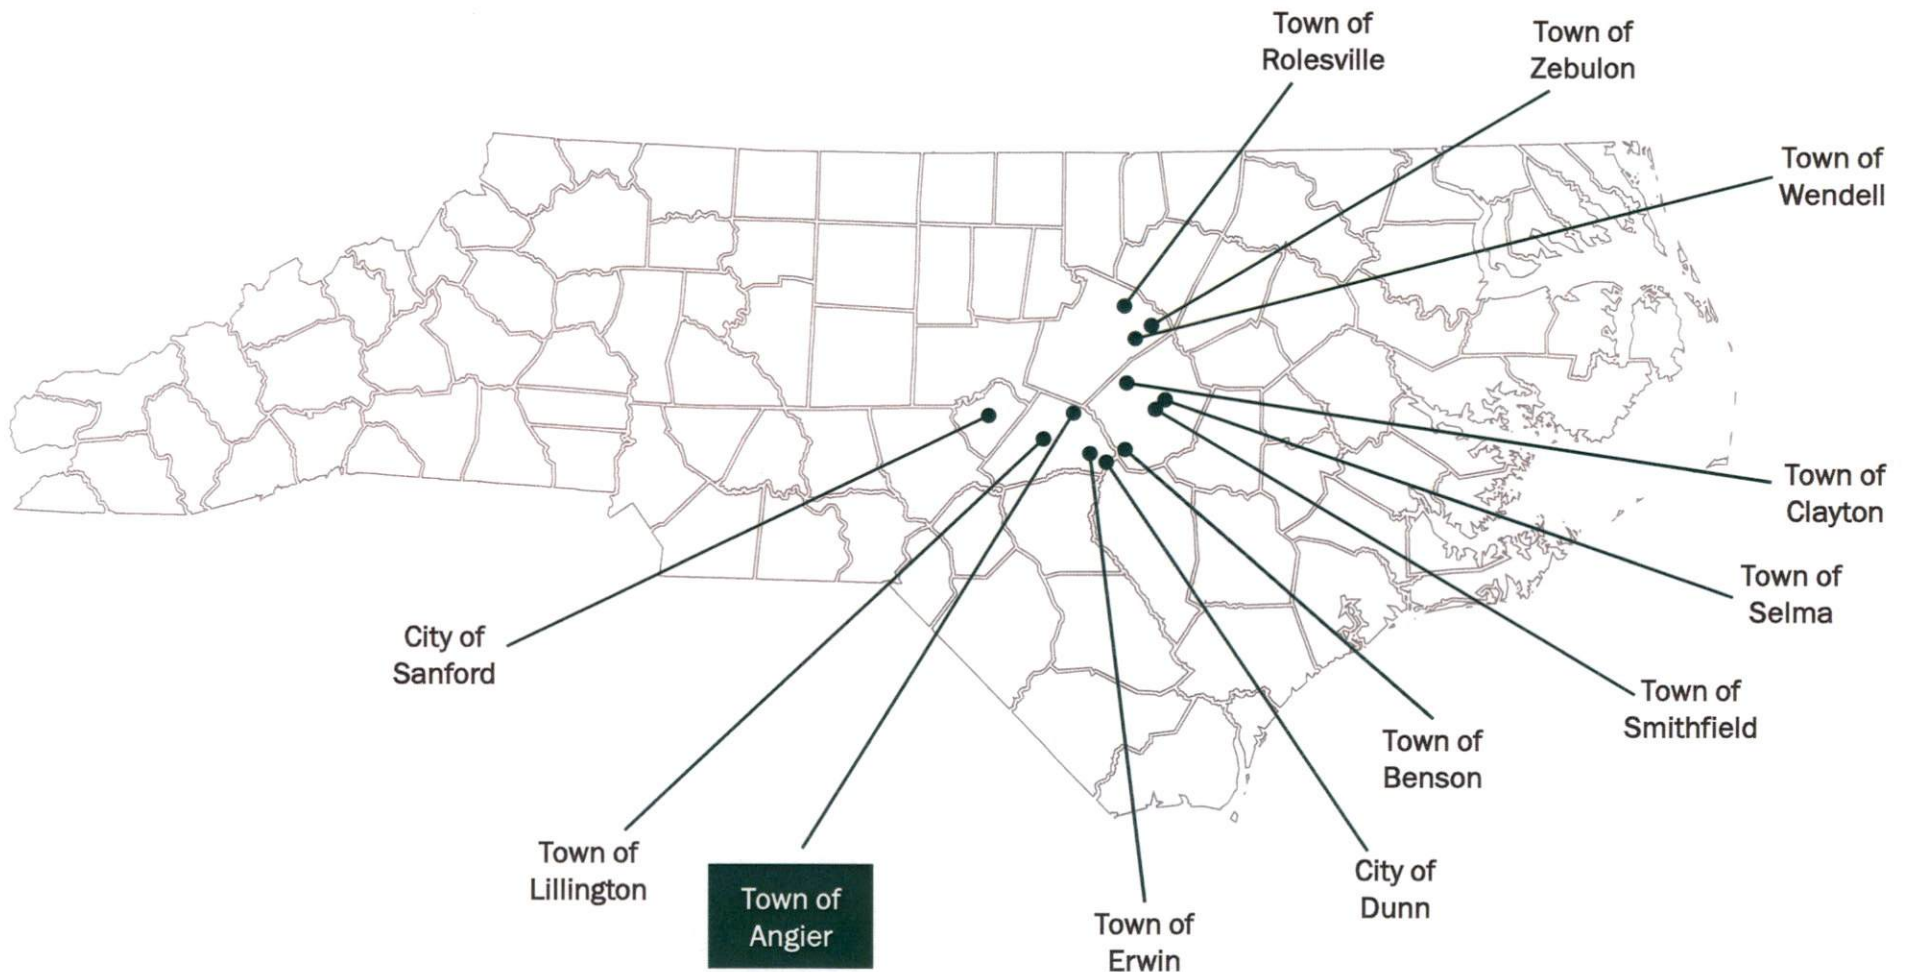 Town of
Rolesville
Town of
Zebulon
Town of
Wendell
Town of
Clayton
Town of
Selma
City of
Sanford
Town of
Smithfield
Town of
Benson
Town of
Lillington
Town of
Angier
City of
Dunn
Town of
Erwin